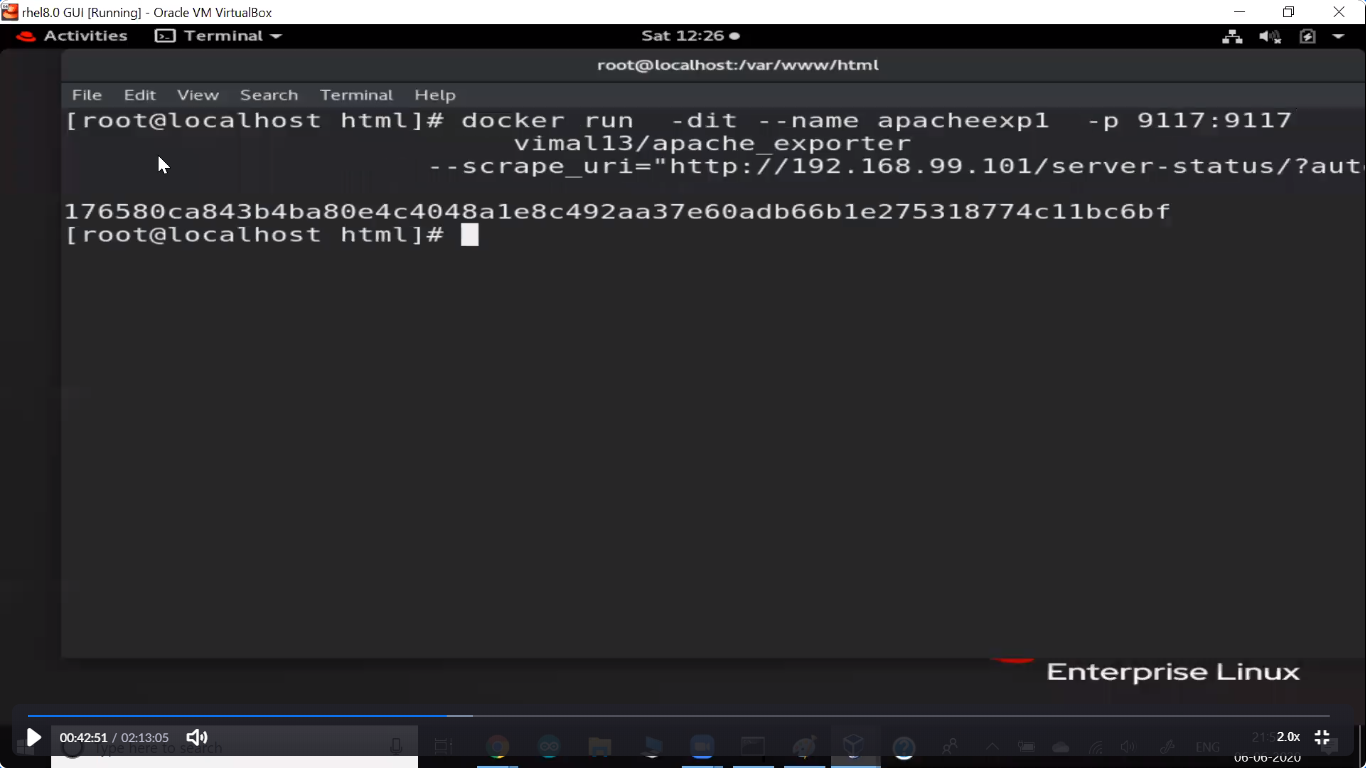 rhel8.0 GUI [Running] - Oracle VM VirtualBox
Activities Terminal Sat 12:26
root@localhost:/var/www/html
File Edit View Search Terminal Help
[root@localhost html]# docker run -dit --name apacheexp1 -p 9117:9117
vimal13/apache_exporter
--scrape_uri="http://192.168.99.101/server-status/?aut
176580ca843b4ba80e4c4048a1e8c492aa37e60adb66b1e275318774c11bc6bf
[root@localhost html]#
Enterprise Linux
00:42:51 / 02:13:05 2.0x
Type here to search
ENG
06-06-2020